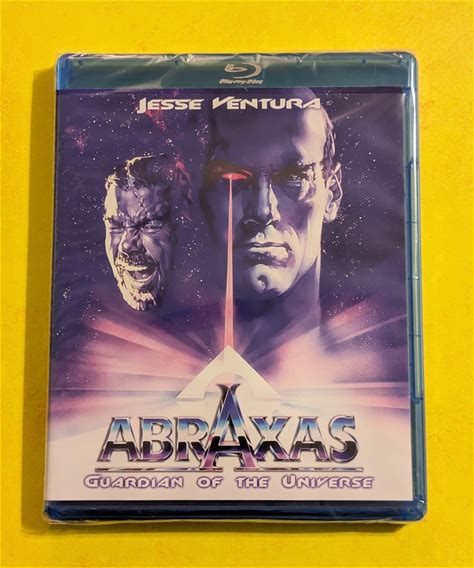 Blu-ray Disc
JESSE VENTURA
ABRAXAS
GUARDIAN OF THE UNIVERSE